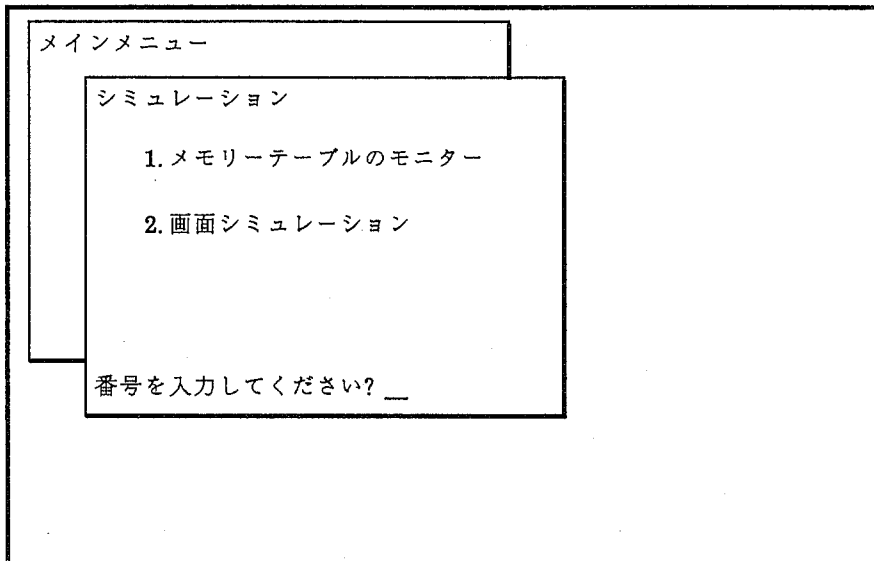 メインメニュー
シミュレーション
1.メモリーテーブルのモニター
2.画面シミュレーション
番号を入力してください?